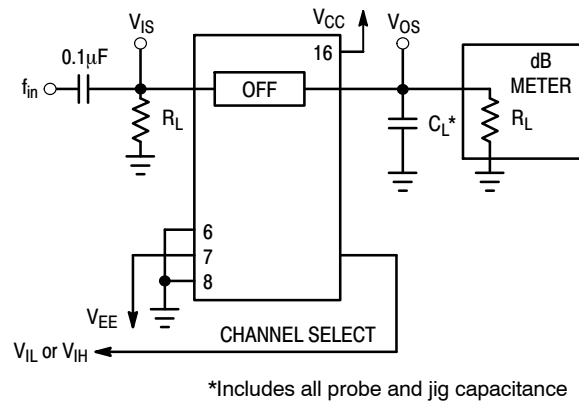 V_IS
V_CC
V_OS
0.1μF
16
dB
METER
f_in
OFF
R_L
C_L*
R_L
6
7
8
V_EE
CHANNEL SELECT
V_IL or V_IH
*Includes all probe and jig capacitance